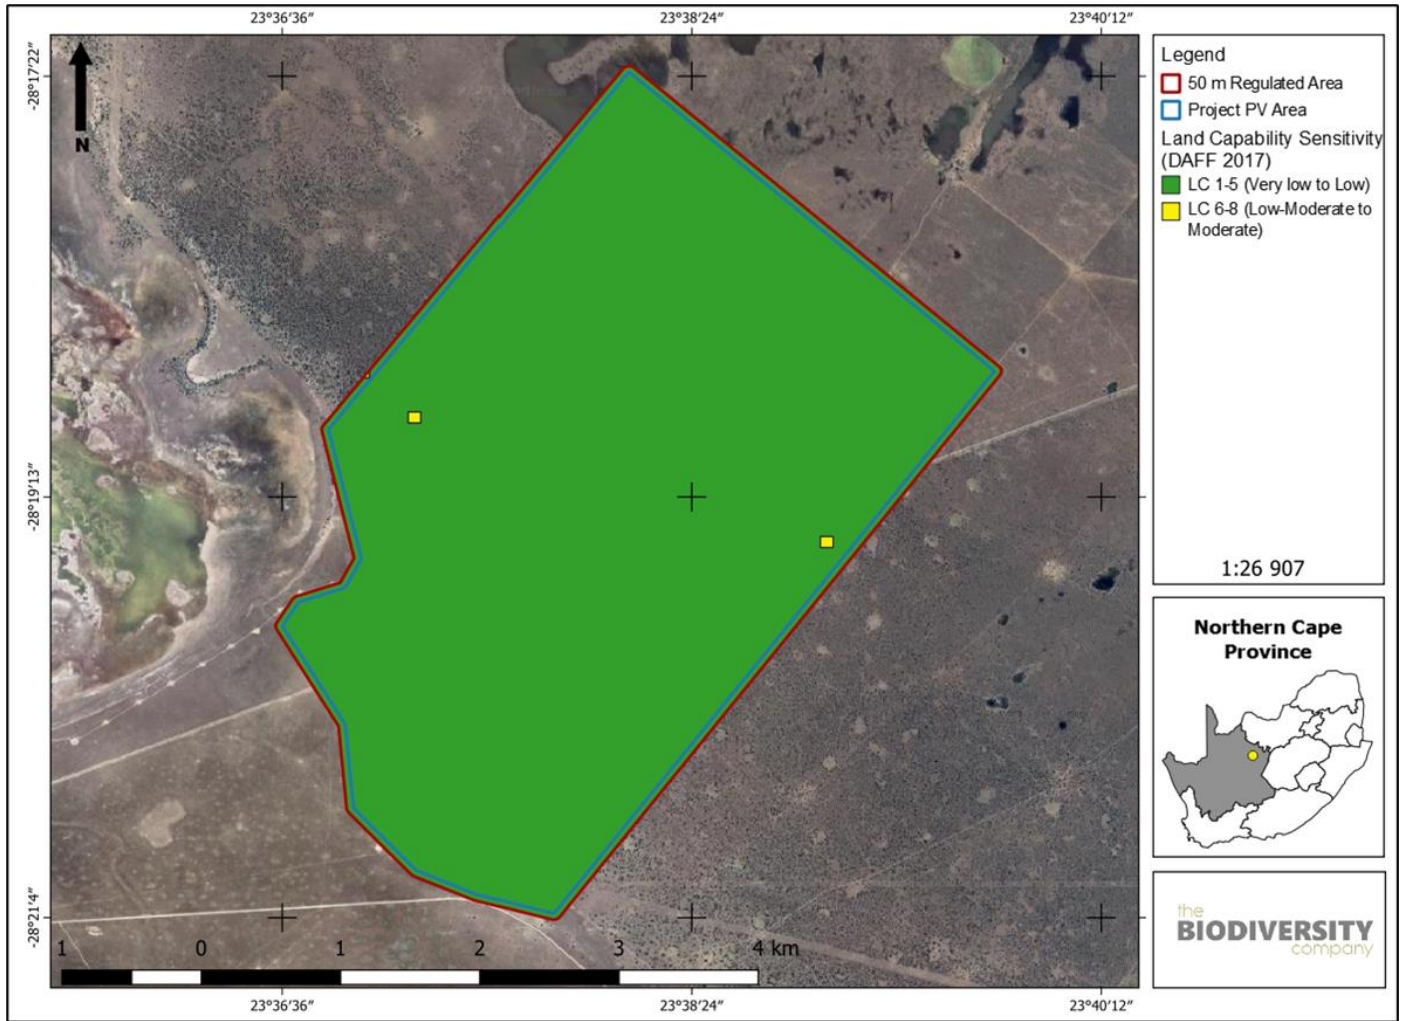 23°36′36″ 23°38′24″ 23°40′12″
-28°17′22″
-28°19′13″
-28°21′4″
N
1 0 1 2 3 4 km
23°36′36″ 23°38′24″ 23°40′12″
Legend
50 m Regulated Area
Project PV Area
Land Capability Sensitivity
(DAFF 2017)
LC 1-5 (Very low to Low)
LC 6-8 (Low-Moderate to
Moderate)
1:26 907
Northern Cape
Province
the
BIODIVERSITY
company